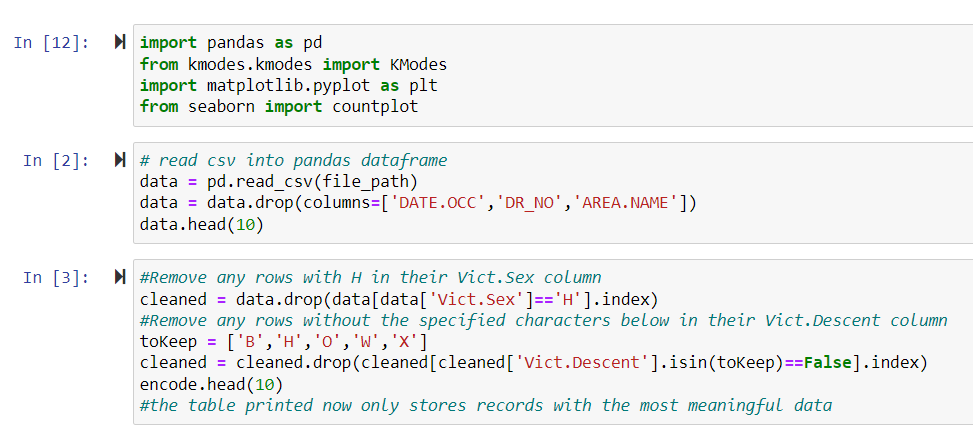 In [12]: import pandas as pd
from kmodes.kmodes import KModes
import matplotlib.pyplot as plt
from seaborn import countplot
In [2]: # read csv into pandas dataframe
data = pd.read_csv(file_path)
data = data.drop(columns=['DATE.OCC','DR_NO','AREA.NAME'])
data.head(10)
In [3]: #Remove any rows with H in their Vict.Sex column
cleaned = data.drop(data[data['Vict.Sex']=='H'].index)
#Remove any rows without the specified characters below in their Vict.Descent column
toKeep = ['B','H','O','W','X']
cleaned = cleaned.drop(cleaned[cleaned['Vict.Descent'].isin(toKeep)==False].index)
encode.head(10)
#the table printed now only stores records with the most meaningful data